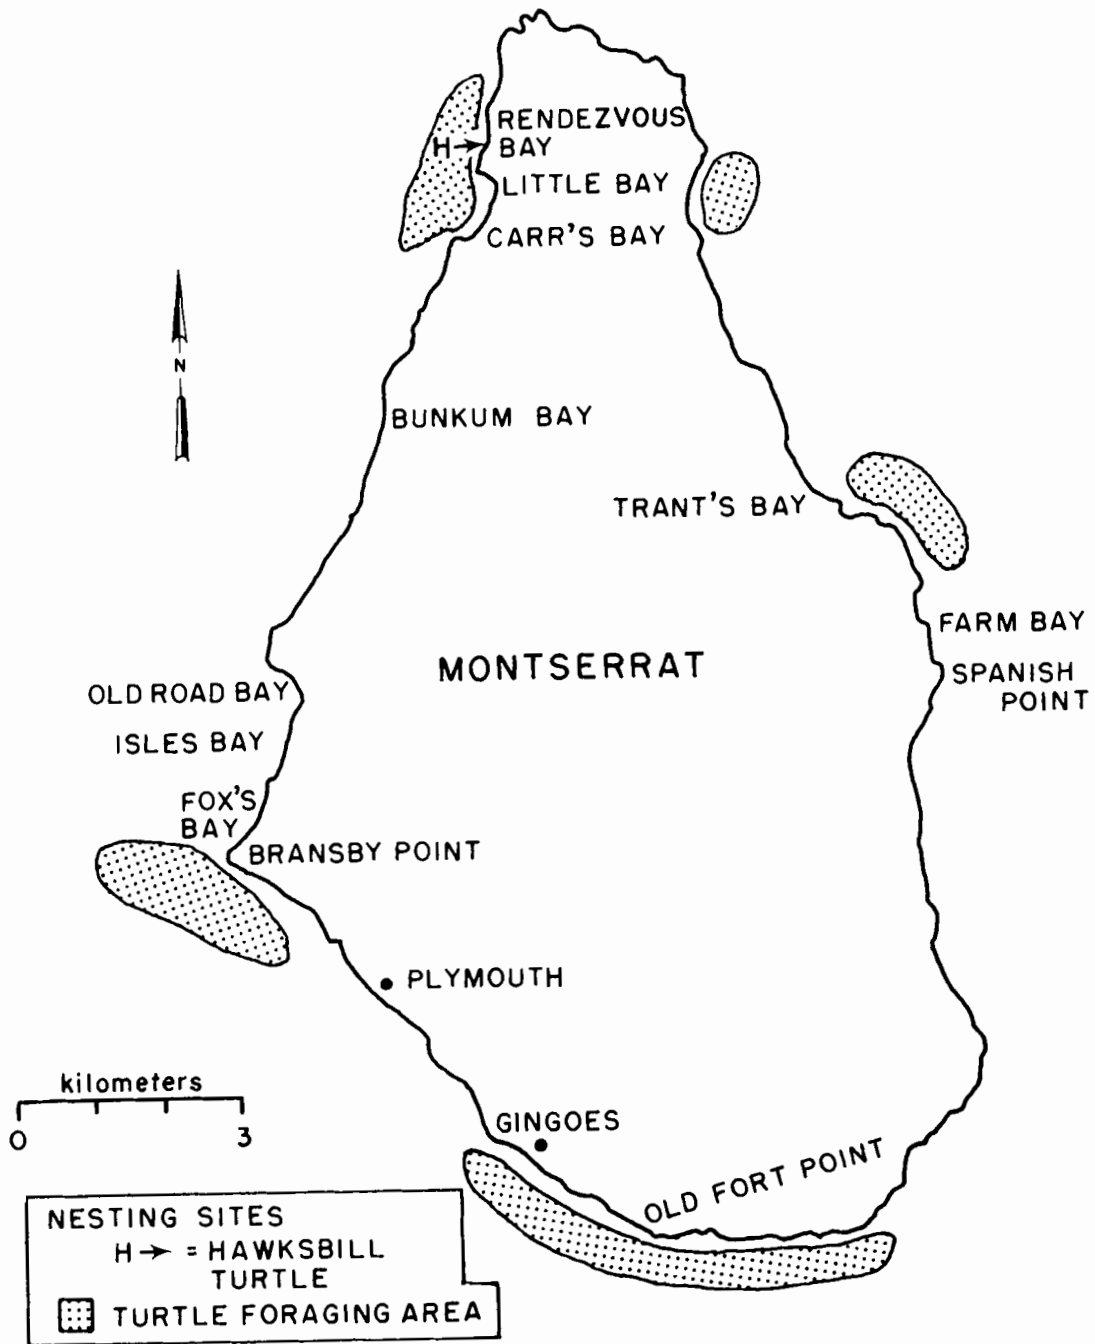 RENDEZVOUS
BAY
H
LITTLE BAY
CARR'S BAY
N
BUNKUM BAY
TRANT'S BAY
FARM BAY
MONTSERRAT
SPANISH
POINT
OLD ROAD BAY
ISLES BAY
FOX'S
BAY
BRANSBY POINT
PLYMOUTH
kilometers
0 3
GINGOES
OLD FORT POINT
NESTING SITES
H → = HAWKSBILL
TURTLE
TURTLE FORAGING AREA